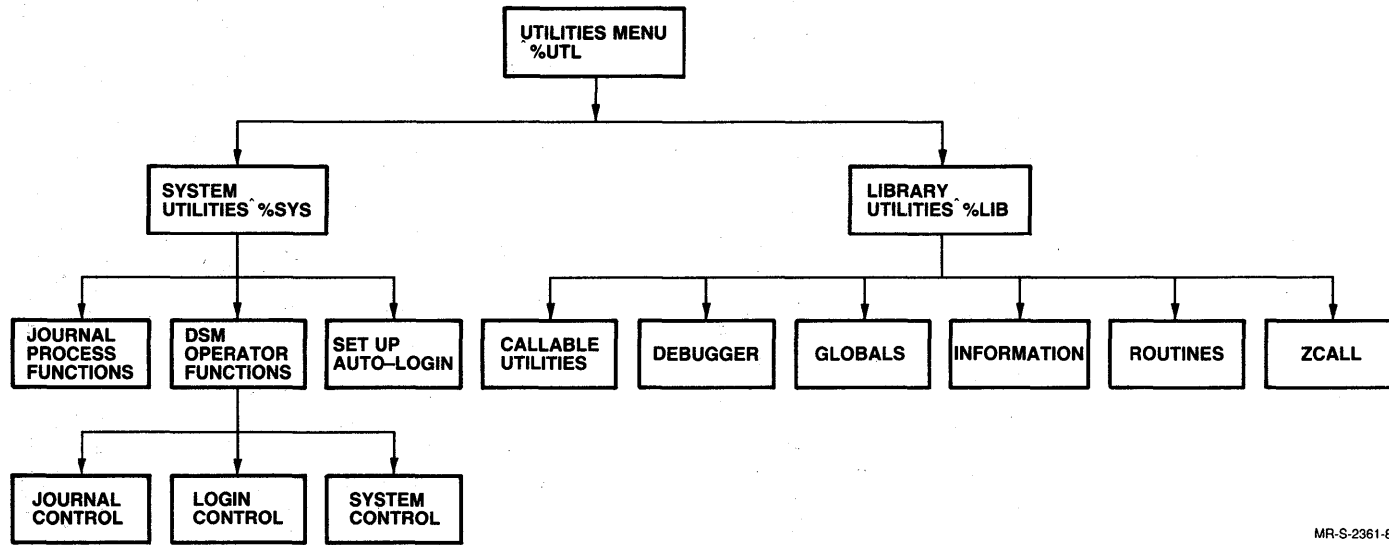 UTILITIES MENU
^%UTL
SYSTEM
UTILITIES^%SYS
LIBRARY
UTILITIES^%LIB
JOURNAL
PROCESS
FUNCTIONS
DSM
OPERATOR
FUNCTIONS
SET UP
AUTO–LOGIN
CALLABLE
UTILITIES
DEBUGGER
GLOBALS
INFORMATION
ROUTINES
ZCALL
JOURNAL
CONTROL
LOGIN
CONTROL
SYSTEM
CONTROL